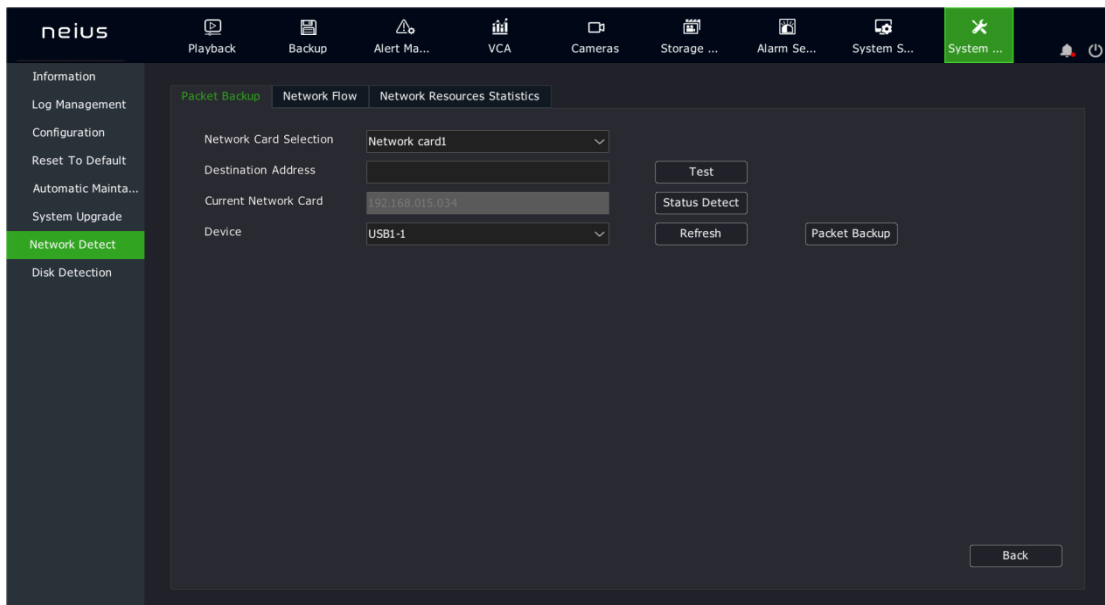 neius
Playback Backup Alert Ma... VCA Cameras Storage ... Alarm Se... System S... System ...
Information
Log Management
Configuration
Reset To Default
Automatic Mainta...
System Upgrade
Network Detect
Disk Detection
Packet Backup Network Flow Network Resources Statistics
Network Card Selection Network card1
Destination Address Test
Current Network Card 192.168.015.034 Status Detect
Device USB1-1 Refresh Packet Backup
Back